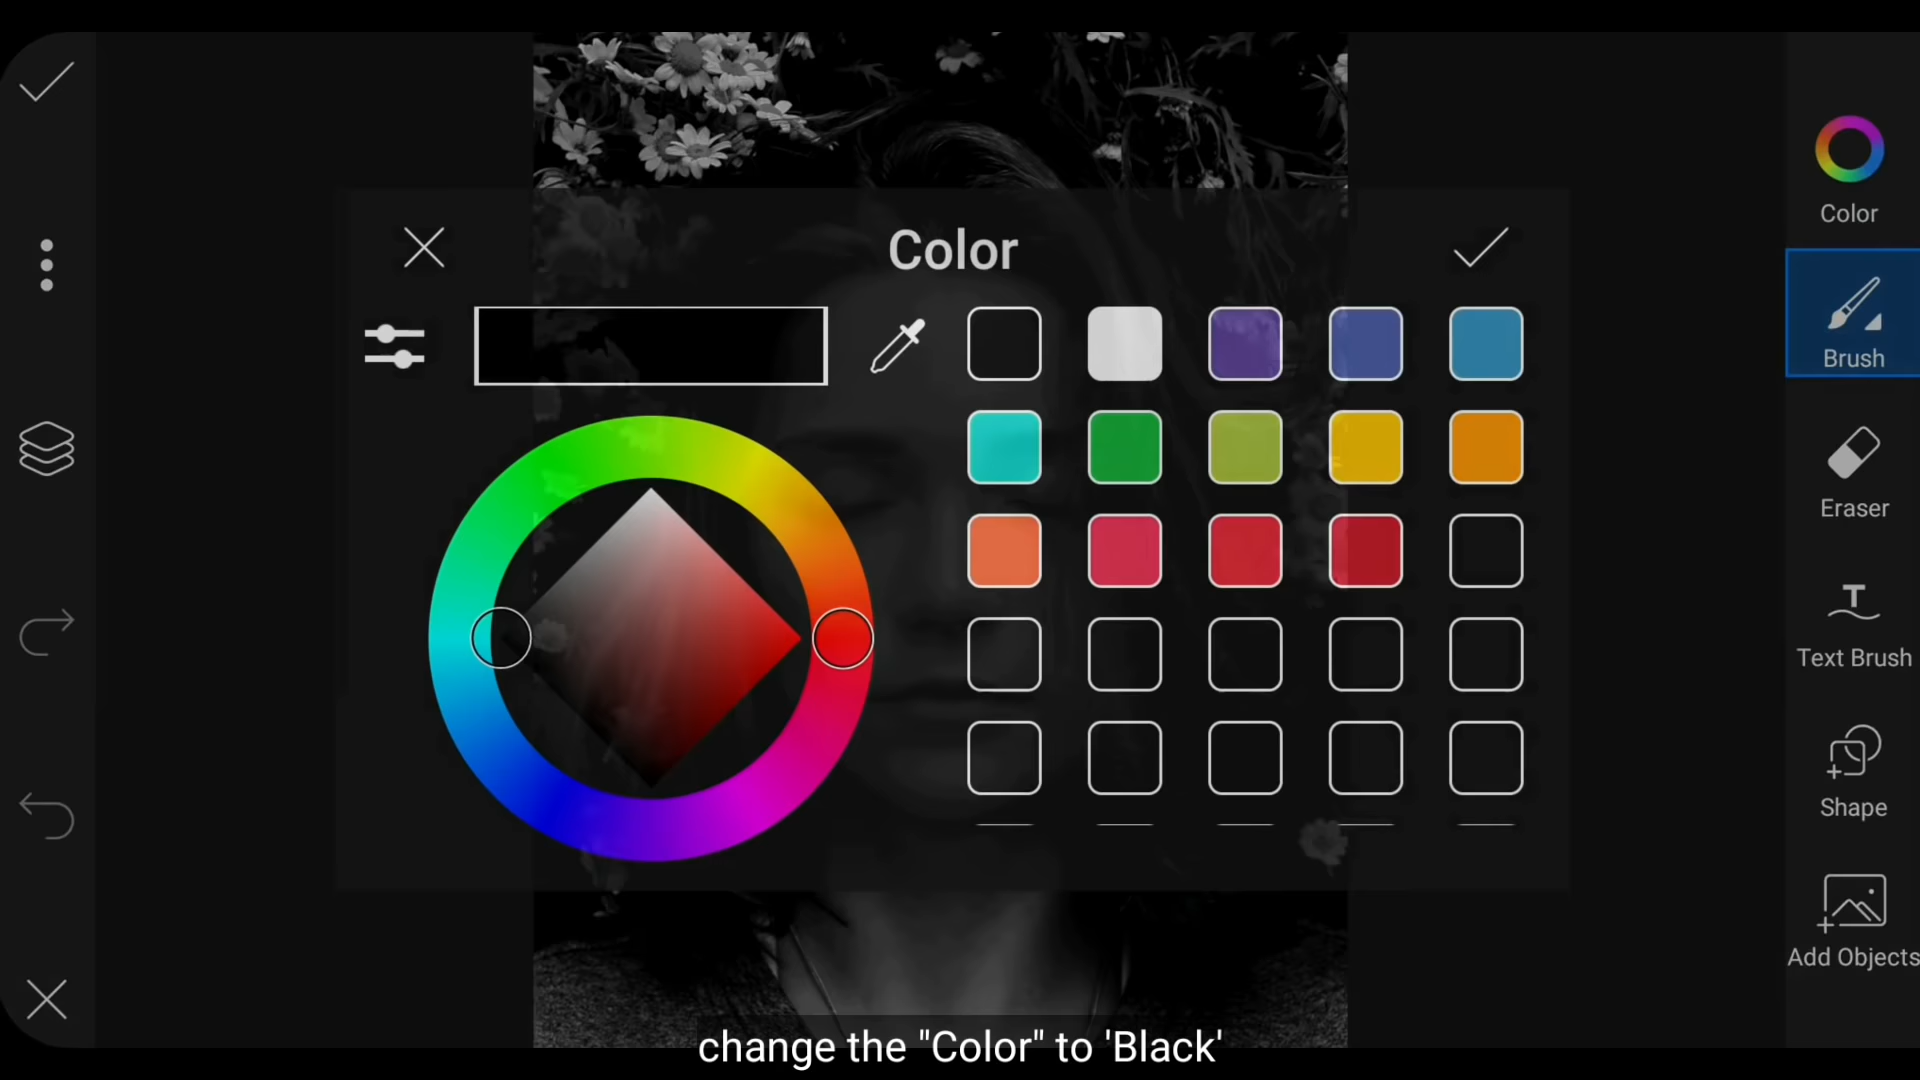 Color
Color
Brush
Eraser
Text Brush
Shape
Add Objects
change the "Color" to 'Black'